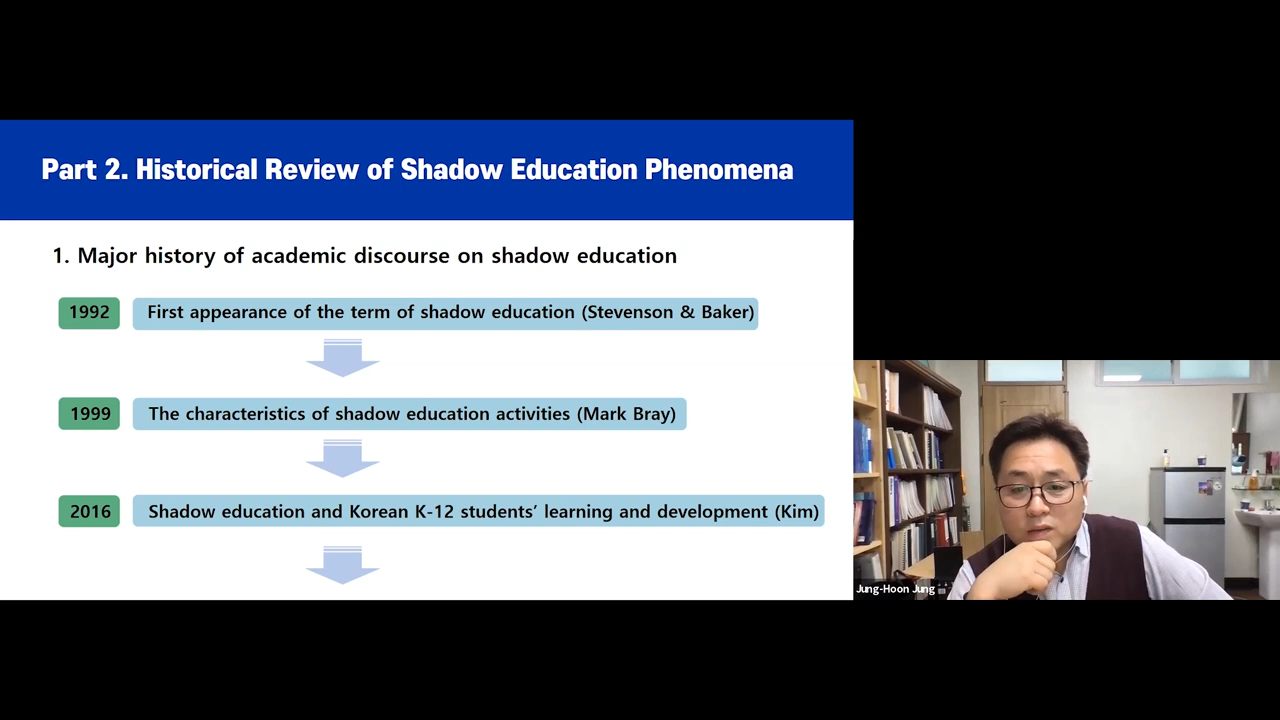 Part 2. Historical Review of Shadow Education Phenomena
1. Major history of academic discourse on shadow education
1992 First appearance of the term of shadow education (Stevenson & Baker)
1999 The characteristics of shadow education activities (Mark Bray)
2016 Shadow education and Korean K-12 students’ learning and development (Kim)
Jung-Hoon Jung